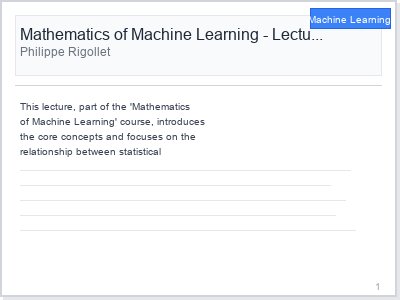 Machine Learning
Mathematics of Machine Learning - Lectu...
Philippe Rigollet
This lecture, part of the 'Mathematics
of Machine Learning' course, introduces
the core concepts and focuses on the
relationship between statistical
1